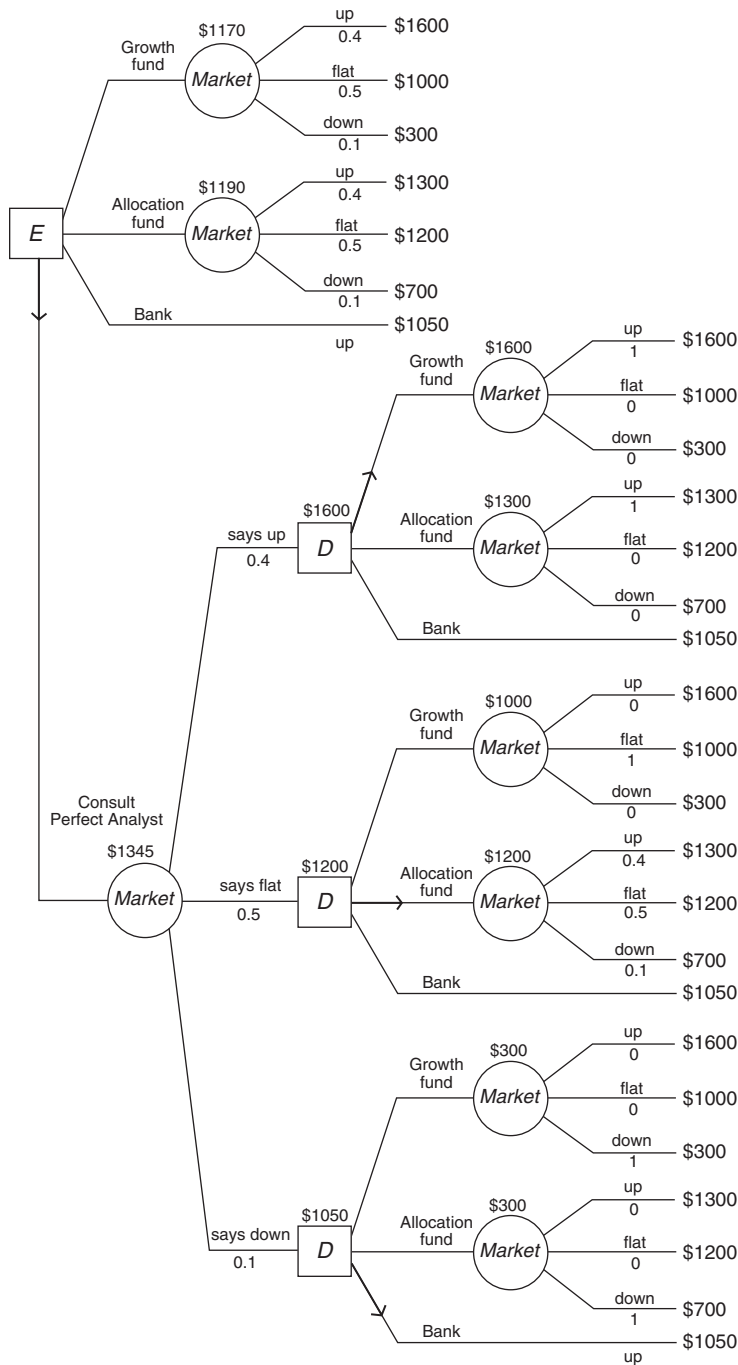 up
$1170
0.4
$1600
Growth
fund
Market
flat
0.5
$1000
down
0.1
$300
up
0.4
$1300
$1190
Allocation
fund
Market
flat
0.5
$1200
E
down
0.1
$700
Bank
$1050
up
up
1
$1600
$1600
Growth
fund
Market
flat
0
$1000
down
0
$300
up
1
$1300
$1300
$1600
says up
0.4
D
Allocation
fund
Market
flat
0
$1200
down
0
$700
Bank
$1050
up
0
$1600
$1000
Growth
fund
Market
flat
1
$1000
down
0
$300
Consult
Perfect Analyst
$1345
Market
up
0.4
$1300
$1200
$1200
says flat
0.5
D
Allocation
fund
Market
flat
0.5
$1200
down
0.1
$700
Bank
$1050
up
0
$1600
$300
Growth
fund
Market
flat
0
$1000
down
1
$300
up
0
$1300
$300
$1050
says down
0.1
D
Allocation
fund
Market
flat
0
$1200
down
1
$700
Bank
$1050
up